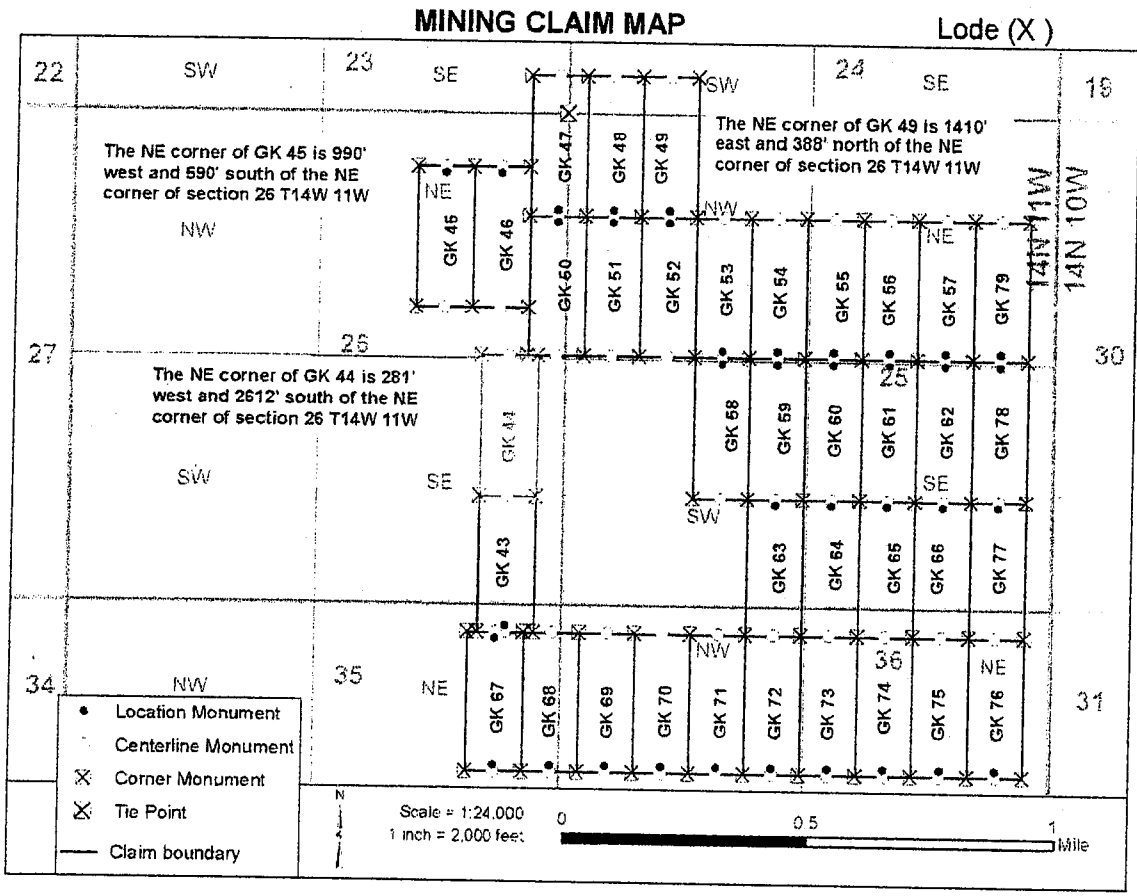 MINING CLAIM MAP
Lode (X )
22
SW
23
SE
SW
24
SE
19
The NE corner of GK 45 is 990'
west and 590' south of the NE
corner of section 26 T14W 11W
The NE corner of GK 49 is 1410'
east and 388' north of the NE
corner of section 26 T14W 11W
GK 47
GK 48
GK 49
14N 11W
14N 10W
NE
NW
NW
NE
GK 45
GK 46
GK 50
GK 51
GK 52
GK 53
GK 54
GK 55
GK 56
GK 57
GK 79
27
26
25
30
The NE corner of GK 44 is 281'
west and 2612' south of the NE
corner of section 26 T14W 11W
GK 44
GK 58
GK 59
GK 60
GK 61
GK 62
GK 78
SW
SE
SW
SE
GK 43
GK 63
GK 64
GK 65
GK 66
GK 77
34
NW
35
NE
NW
36
NE
31
GK 67
GK 68
GK 69
GK 70
GK 71
GK 72
GK 73
GK 74
GK 75
GK 76
Location Monument
Centerline Monument
Corner Monument
Tie Point
Claim boundary
N
Scale = 1:24.000
1 inch = 2,000 feet
0
0.5
1
Mile